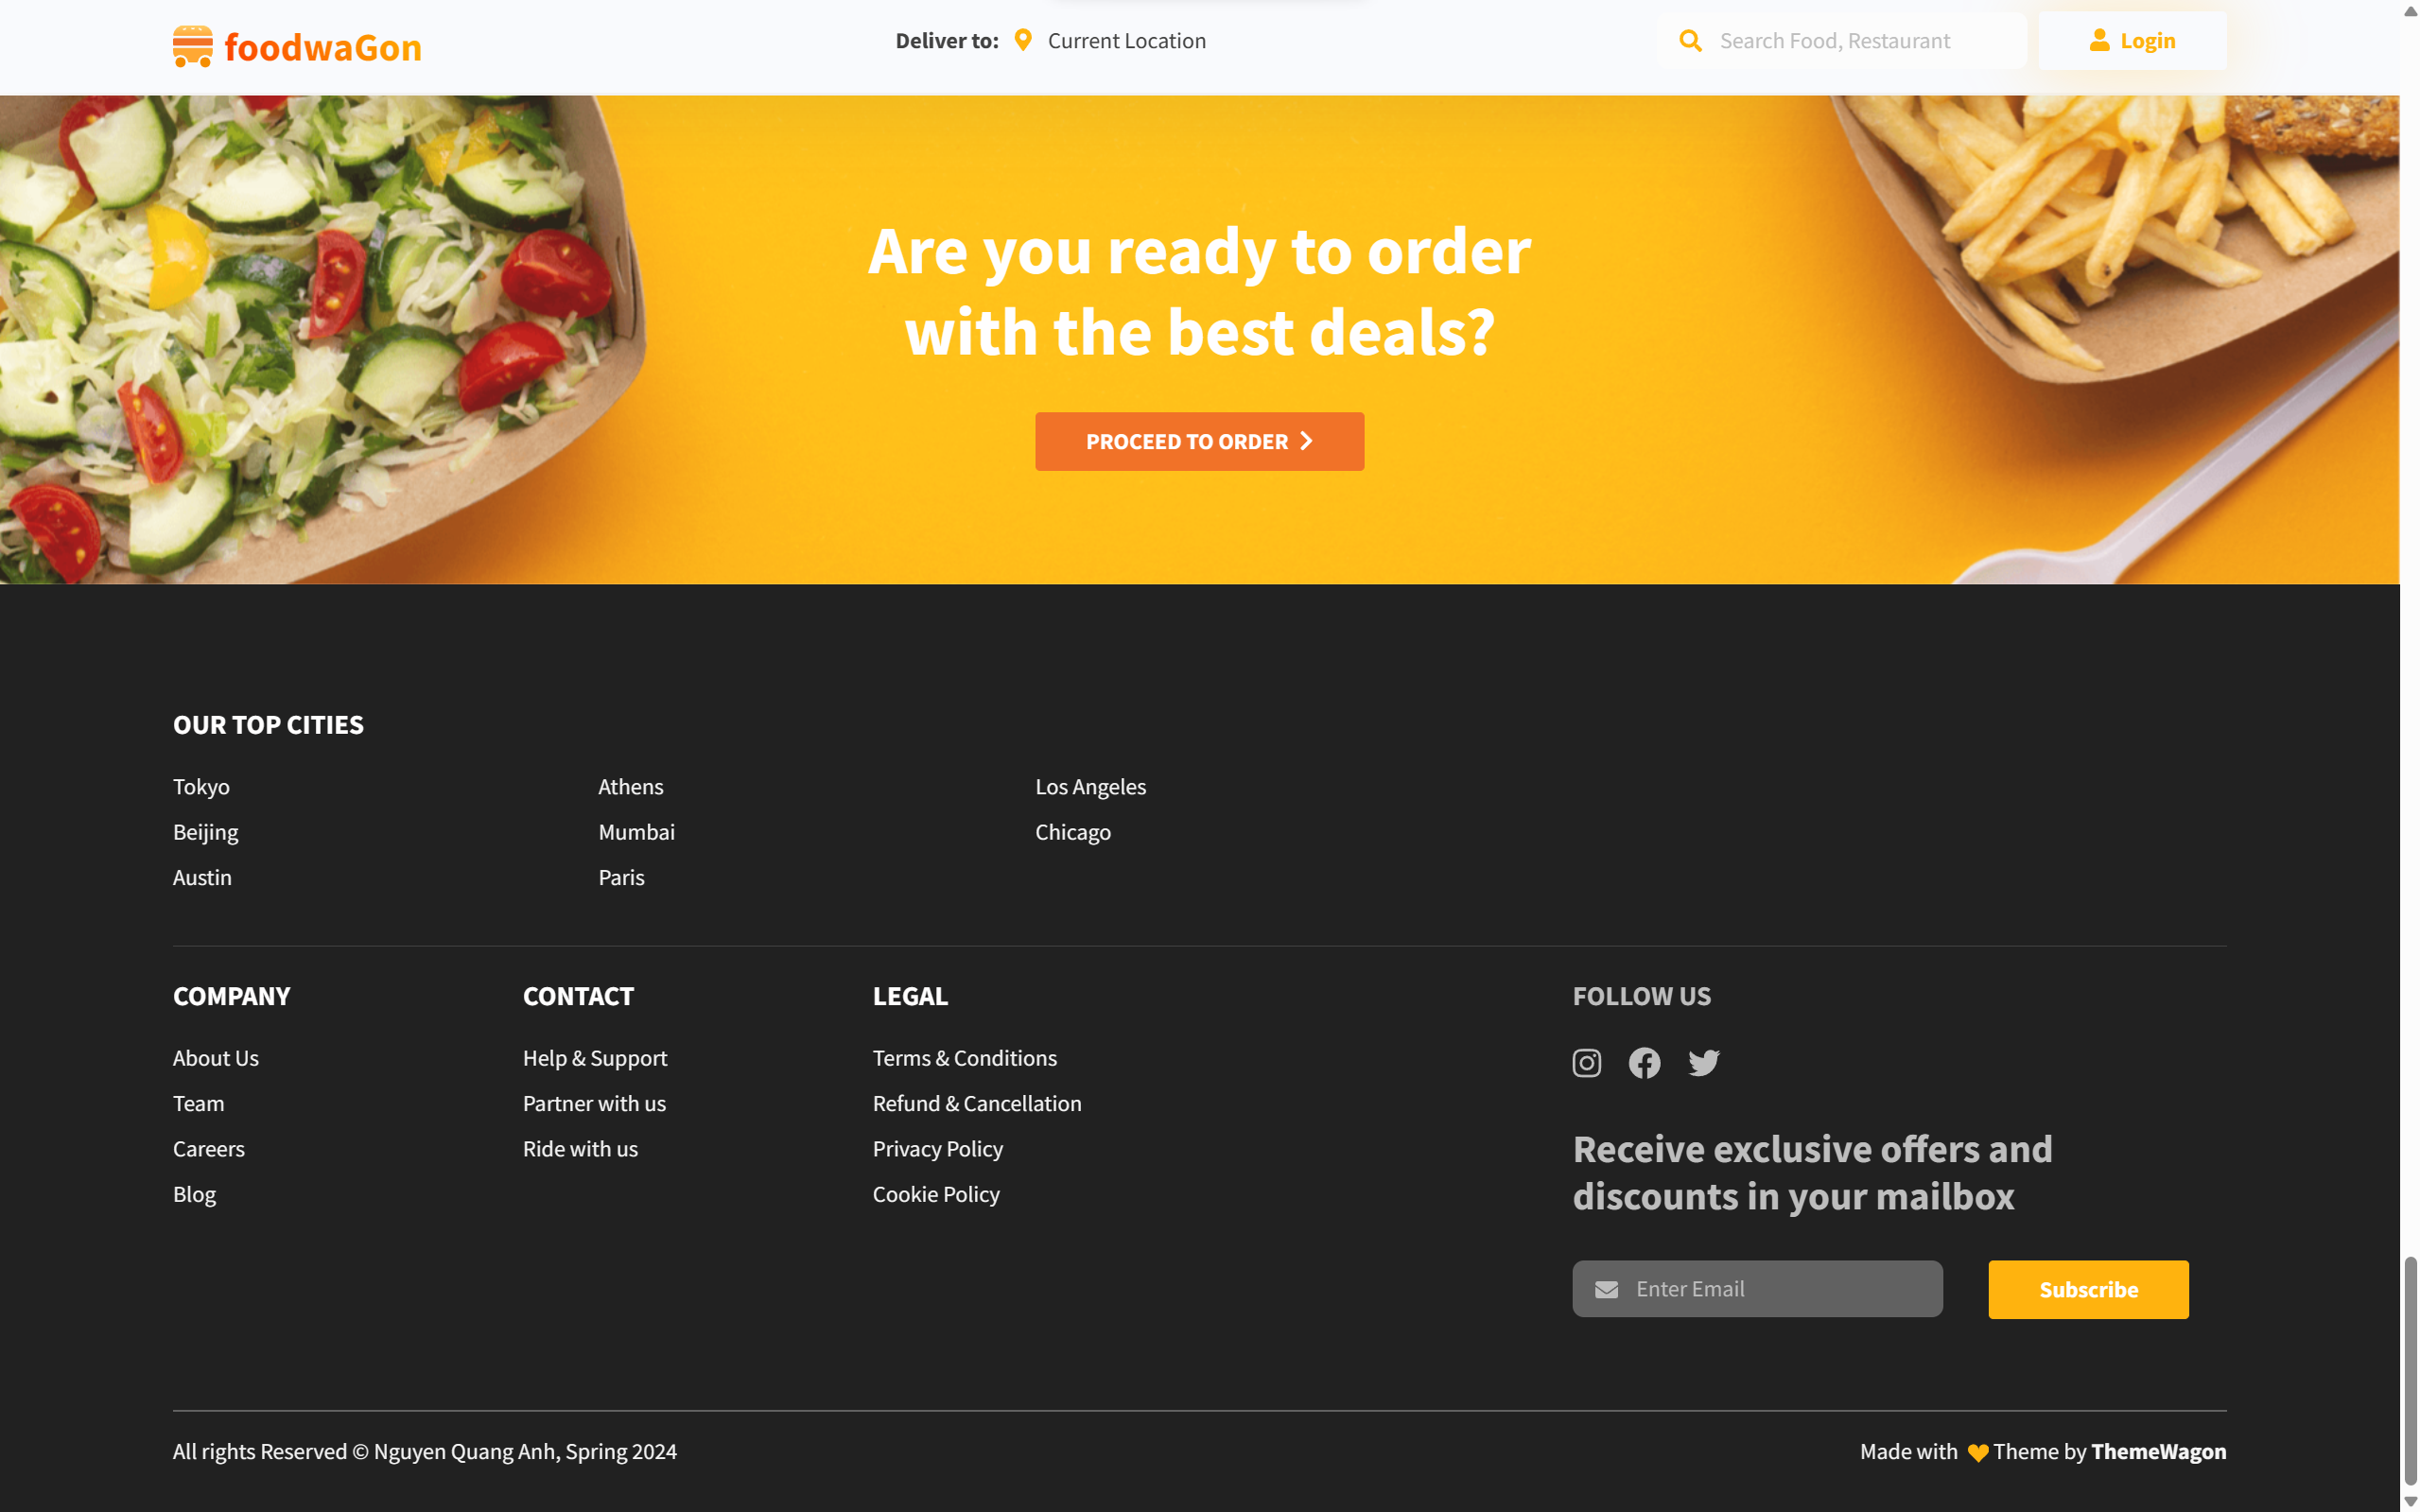 foodwaGon
Deliver to: Current Location
Search Food, Restaurant
Login
Are you ready to order
with the best deals?
PROCEED TO ORDER
OUR TOP CITIES
Tokyo
Beijing
Austin
Athens
Mumbai
Paris
Los Angeles
Chicago
COMPANY
About Us
Team
Careers
Blog
CONTACT
Help & Support
Partner with us
Ride with us
LEGAL
Terms & Conditions
Refund & Cancellation
Privacy Policy
Cookie Policy
FOLLOW US
Receive exclusive offers and
discounts in your mailbox
Enter Email
Subscribe
All rights Reserved © Nguyen Quang Anh, Spring 2024
Made with Theme by ThemeWagon